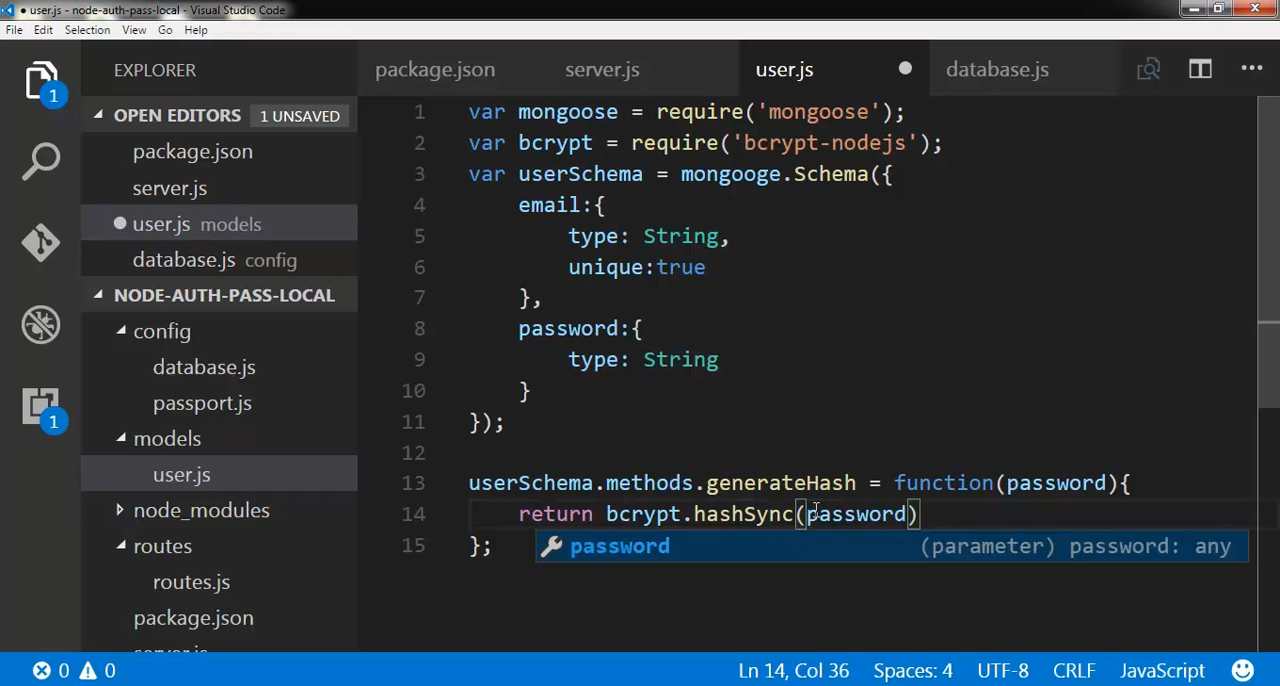 ● user.js - node-auth-pass-local - Visual Studio Code
File Edit Selection View Go Help
EXPLORER
OPEN EDITORS 1 UNSAVED
package.json
server.js
user.js models
database.js config
NODE-AUTH-PASS-LOCAL
config
database.js
passport.js
models
user.js
node_modules
routes
routes.js
package.json
server.js
1
1
package.json server.js user.js ● database.js
1 var mongoose = require('mongoose');
2 var bcrypt = require('bcrypt-nodejs');
3 var userSchema = mongooge.Schema({
4 email:{
5 type: String,
6 unique:true
7 },
8 password:{
9 type: String
10 }
11 });
12
13 userSchema.methods.generateHash = function(password){
14 return bcrypt.hashSync(password)
15 };
password (parameter) password: any
0 0 Ln 14, Col 36 Spaces: 4 UTF-8 CRLF JavaScript